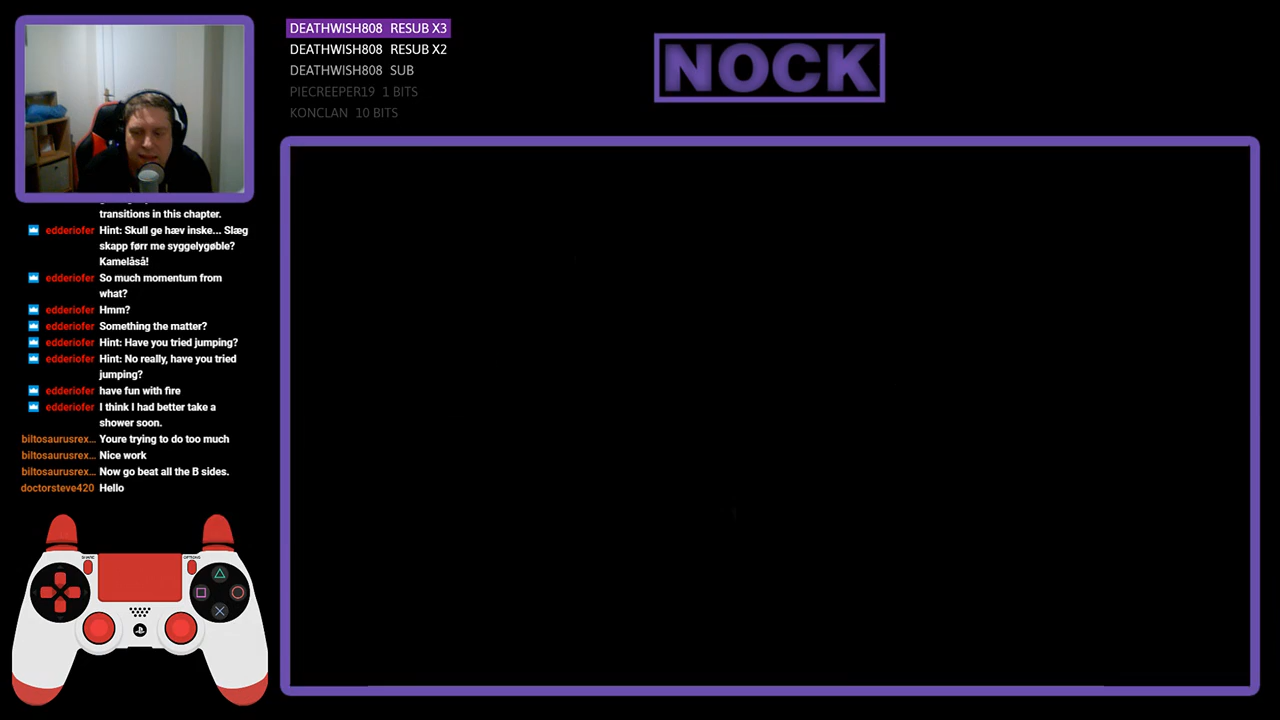 DEATHWISH808 RESUB X3
DEATHWISH808 RESUB X2
DEATHWISH808 SUB
PIECREEPER19 1 BITS
KONCLAN 10 BITS
NOCK
transitions in this chapter.
edderiofer Hint: Skull ge hæv inske... Slæg
skapp førr me syggelygøble?
Kamelåså!
edderiofer So much momentum from
what?
edderiofer Hmm?
edderiofer Something the matter?
edderiofer Hint: Have you tried jumping?
edderiofer Hint: No really, have you tried
jumping?
edderiofer have fun with fire
edderiofer I think I had better take a
shower soon.
biltosaurusrex... Youre trying to do too much
biltosaurusrex... Nice work
biltosaurusrex... Now go beat all the B sides.
doctorsteve420 Hello
SHARE
OPTIONS